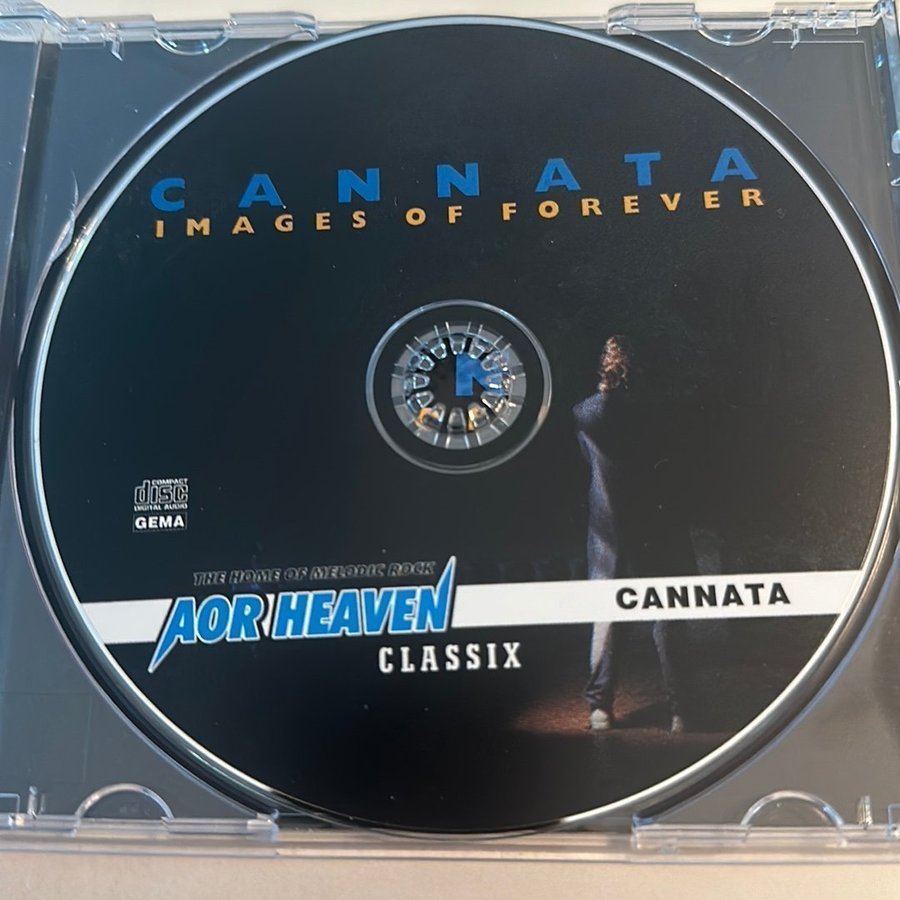 CANNATA
IMAGES OF FOREVER
COMPACT
disc
DIGITAL AUDIO
GEMA
THE HOME OF MELODIC ROCK
AOR HEAVEN
CANNATA
CLASSIX